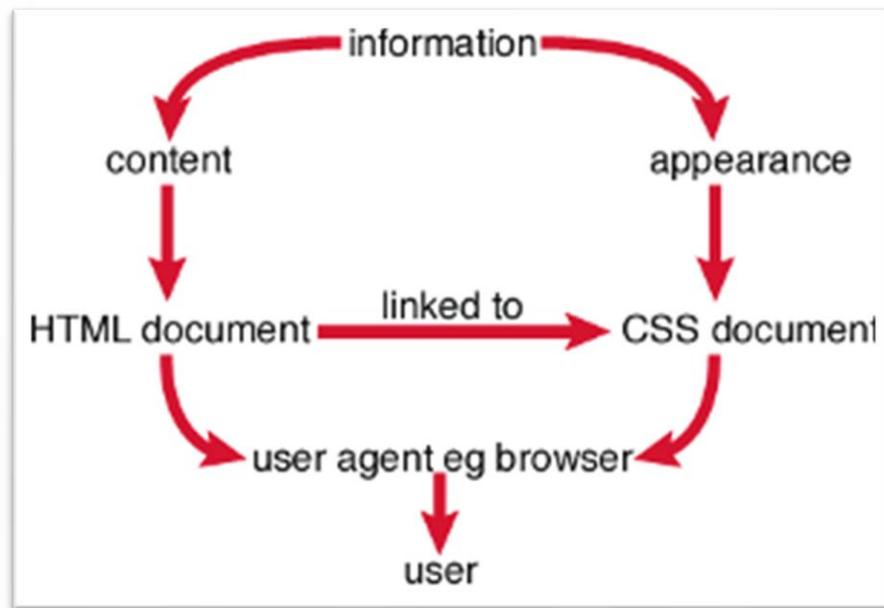 information
content
appearance
linked to
HTML document
CSS document
user agent eg browser
user